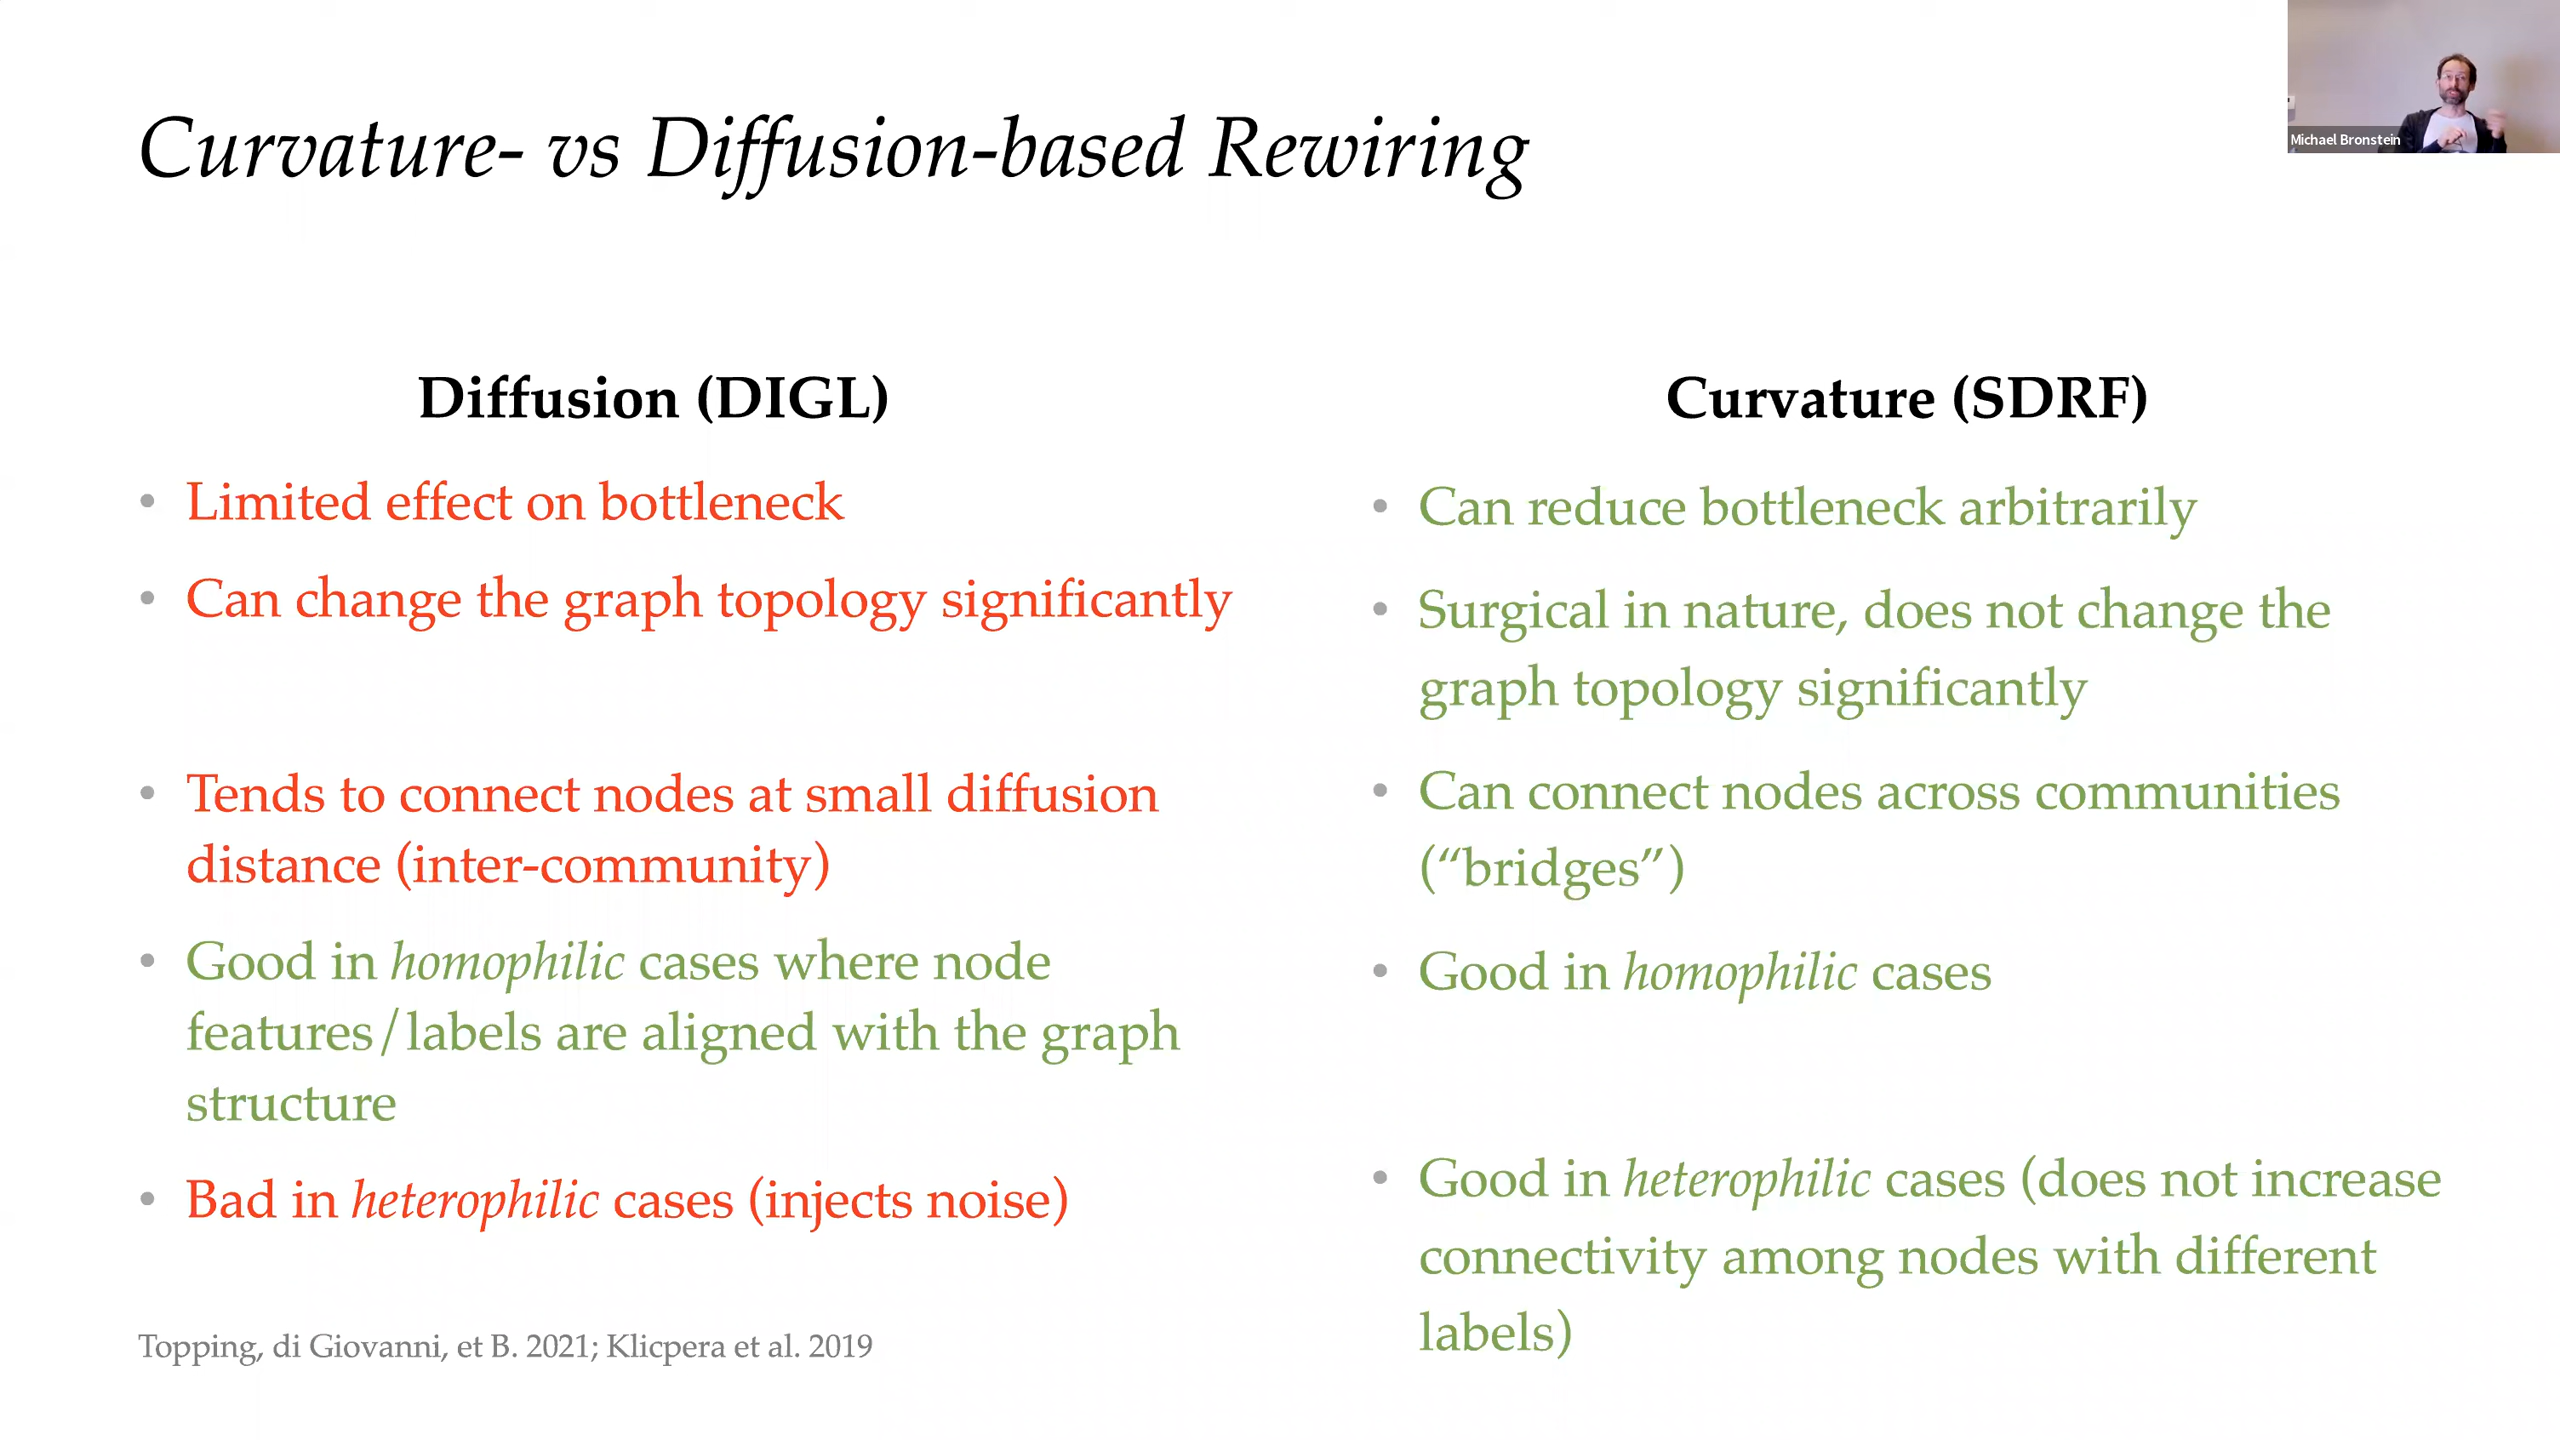 Curvature- vs Diffusion-based Rewiring
Michael Bronstein
Diffusion (DIGL)
• Limited effect on bottleneck
• Can change the graph topology significantly
• Tends to connect nodes at small diffusion
distance (inter-community)
• Good in homophilic cases where node
features/labels are aligned with the graph
structure
• Bad in heterophilic cases (injects noise)
Curvature (SDRF)
• Can reduce bottleneck arbitrarily
• Surgical in nature, does not change the
graph topology significantly
• Can connect nodes across communities
(“bridges”)
• Good in homophilic cases
• Good in heterophilic cases (does not increase
connectivity among nodes with different
labels)
Topping, di Giovanni, et B. 2021; Klicpera et al. 2019